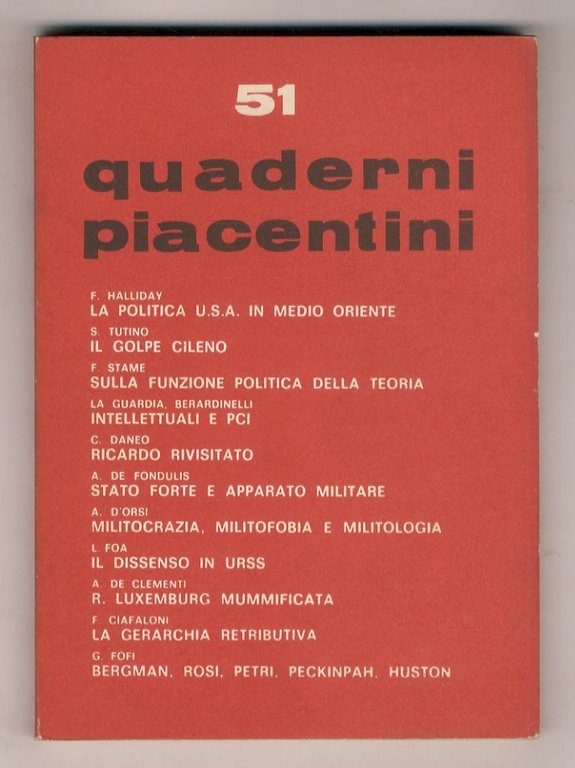 51
quaderni
piacentini
F. HALLIDAY
LA POLITICA U.S.A. IN MEDIO ORIENTE
S. TUTINO
IL GOLPE CILENO
F. STAME
SULLA FUNZIONE POLITICA DELLA TEORIA
LA GUARDIA, BERARDINELLI
INTELLETTUALI E PCI
C. DANEO
RICARDO RIVISITATO
A. DE FONDULIS
STATO FORTE E APPARATO MILITARE
A. D'ORSI
MILITOCRAZIA, MILITOFOBIA E MILITOLOGIA
L. FOA
IL DISSENSO IN URSS
A. DE CLEMENTI
R. LUXEMBURG MUMMIFICATA
F. CIAFALONI
LA GERARCHIA RETRIBUTIVA
G. FOFI
BERGMAN, ROSI, PETRI, PECKINPAH, HUSTON